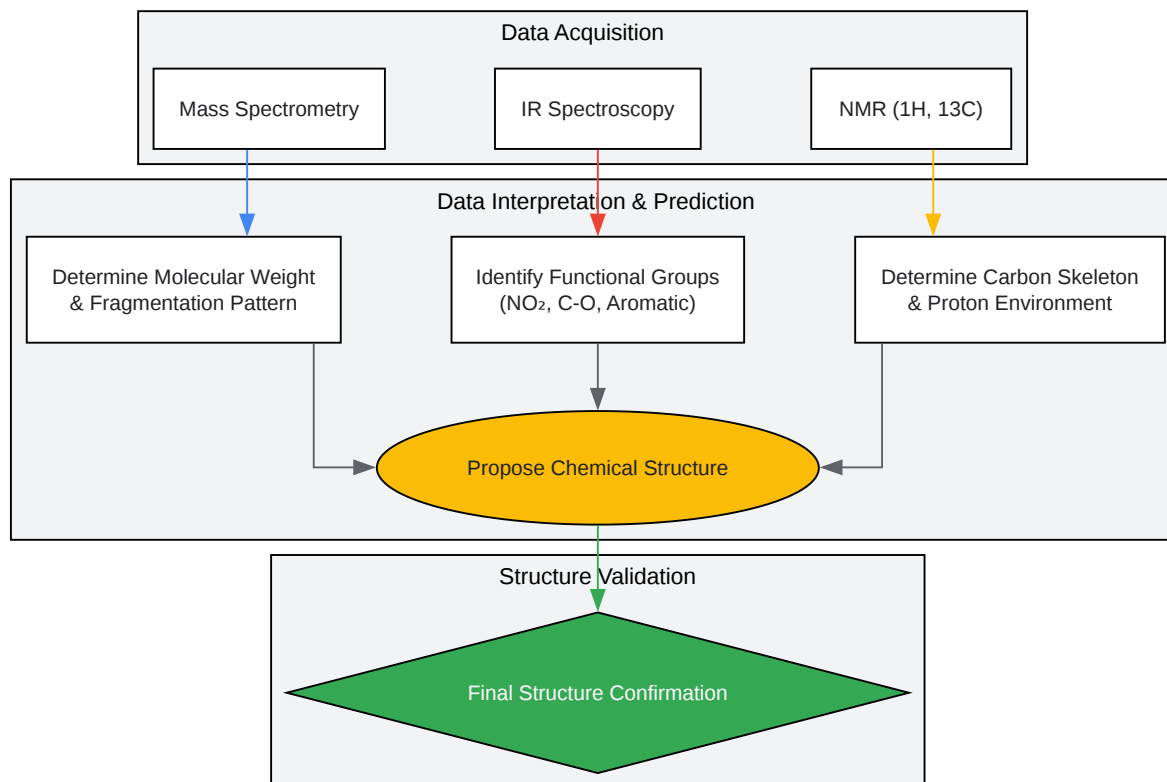 Data Acquisition
Mass Spectrometry
IR Spectroscopy
NMR (1H, 13C)
Data Interpretation & Prediction
Determine Molecular Weight
& Fragmentation Pattern
Identify Functional Groups
(NO₂, C-O, Aromatic)
Determine Carbon Skeleton
& Proton Environment
Propose Chemical Structure
Structure Validation
Final Structure Confirmation